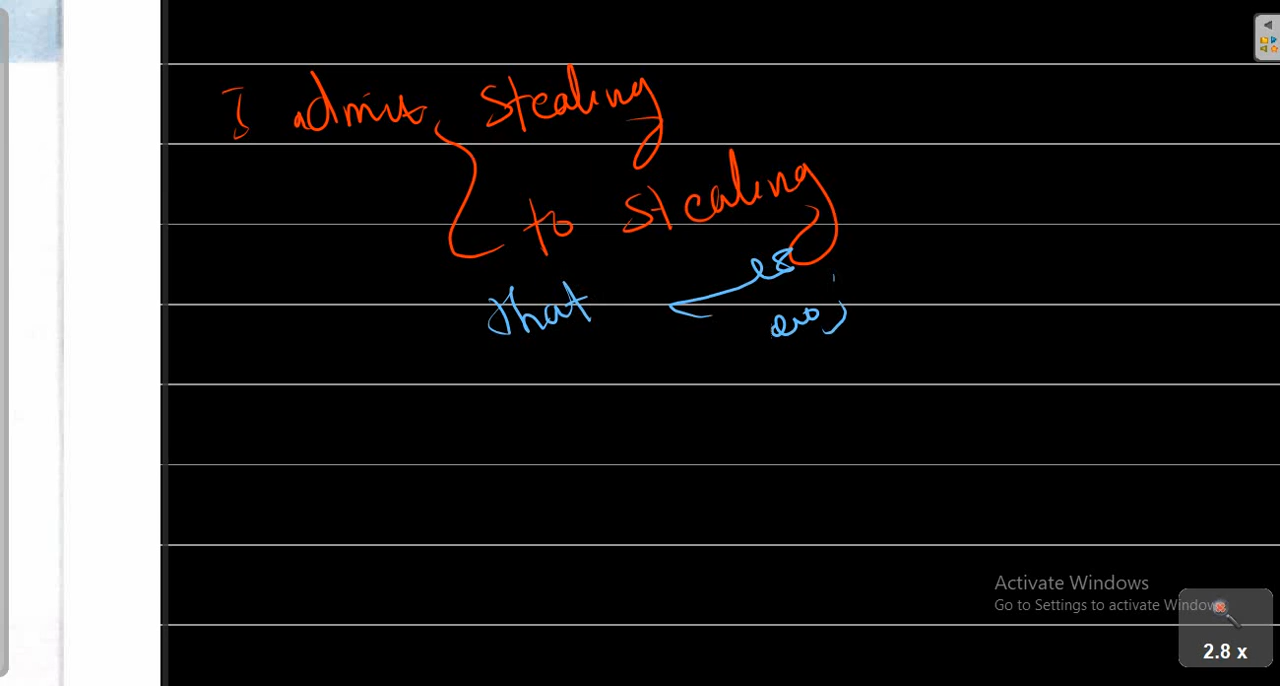 I admit stealing
to stealing
that
Activate Windows
Go to Settings to activate Windows
2.8 x